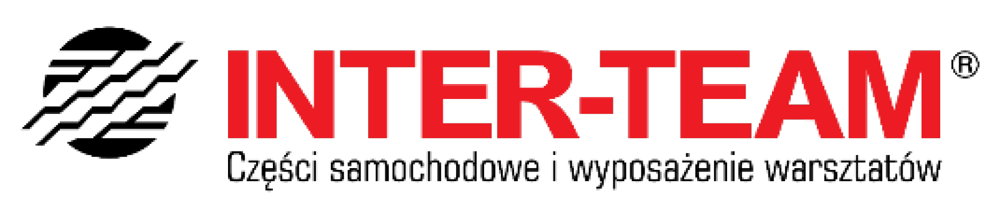 INTER-TEAM®
Części samochodowe i wyposażenie warsztatów